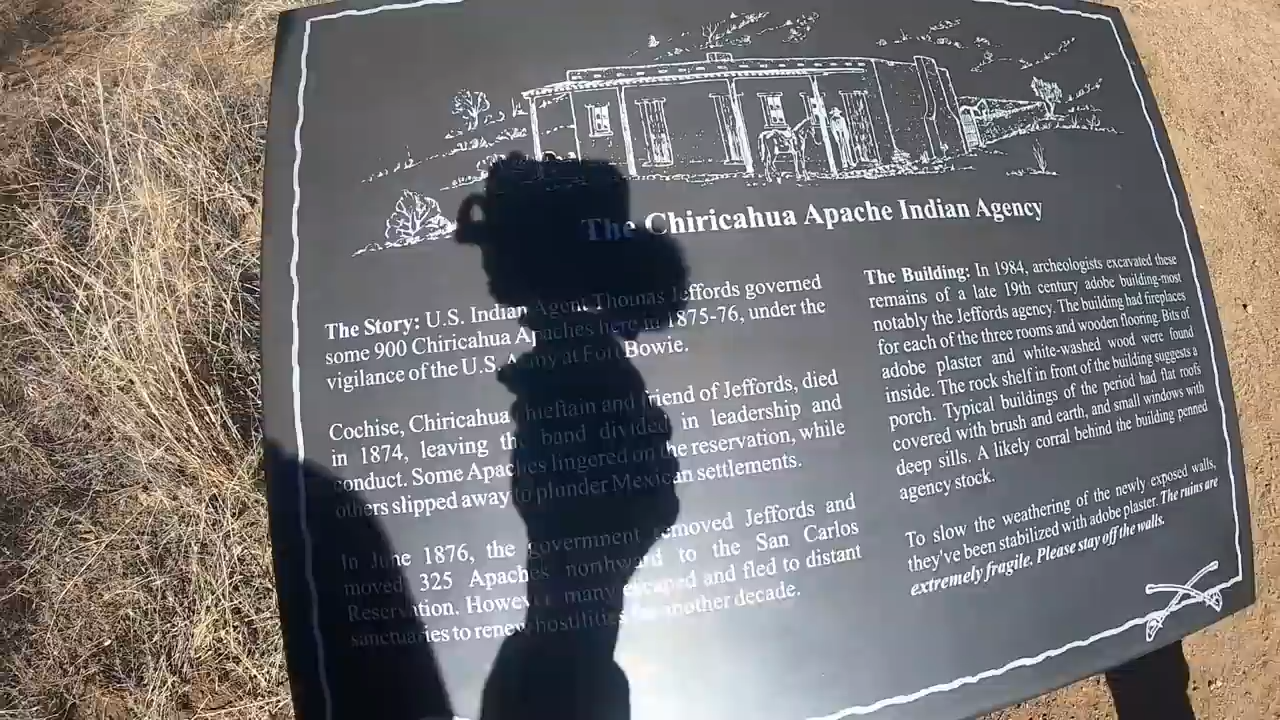 The Chiricahua Apache Indian Agency
The Story: U.S. Indian Agent Thomas Jeffords governed
some 900 Chiricahua Apaches here in 1875-76, under the
vigilance of the U.S. Army at Fort Bowie.
Cochise, Chiricahua chieftain and friend of Jeffords, died
in 1874, leaving the band divided in leadership and
conduct. Some Apaches lingered on the reservation, while
others slipped away to plunder Mexican settlements.
In June 1876, the government removed Jeffords and
moved 325 Apaches nonhward to the San Carlos
Reservation. However many escaped and fled to distant
sanctuaries to renew hostilities for another decade.
The Building: In 1984, archeologists excavated these
remains of a late 19th century adobe building-most
notably the Jeffords agency. The building had fireplaces
for each of the three rooms and wooden flooring. Bits of
adobe plaster and white-washed wood were found
inside. The rock shelf in front of the building suggests a
porch. Typical buildings of the period had flat roofs
covered with brush and earth, and small windows with
deep sills. A likely corral behind the building penned
agency stock.
To slow the weathering of the newly exposed walls,
they've been stabilized with adobe plaster. The ruins are
extremely fragile. Please stay off the walls.